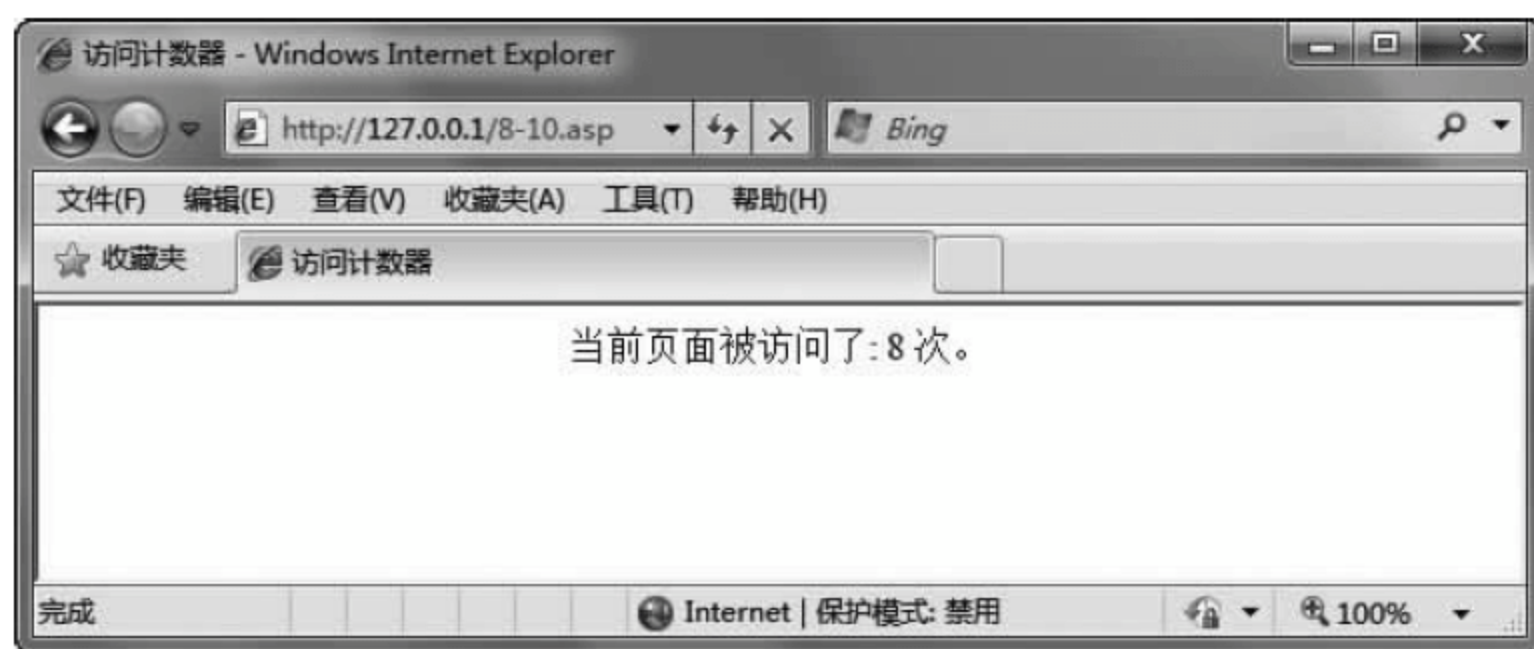 访问计数器 - Windows Internet Explorer
http://127.0.0.1/8-10.asp
Bing
文件(F) 编辑(E) 查看(V) 收藏夹(A) 工具(T) 帮助(H)
收藏夹 访问计数器
当前页面被访问了: 8 次。
完成 Internet | 保护模式: 禁用 100%